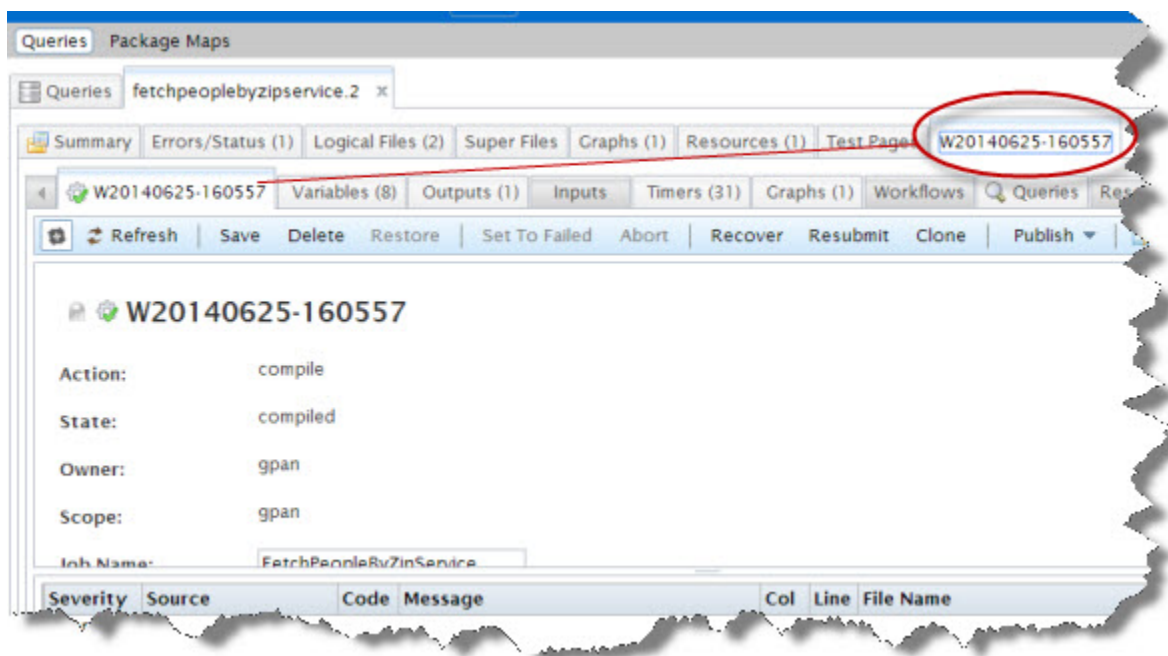 Queries Package Maps
Queries fetchpeoplebyzipservice.2 x
Summary Errors/Status (1) Logical Files (2) Super Files Graphs (1) Resources (1) Test Pages W20140625-160557
W20140625-160557 Variables (8) Outputs (1) Inputs Timers (31) Graphs (1) Workflows Queries Res
Refresh Save Delete Restore Set To Failed Abort Recover Resubmit Clone Publish
W20140625-160557
Action: compile
State: compiled
Owner: gpan
Scope: gpan
Job Name: FetchPeopleByZipService
Severity Source Code Message Col Line File Name